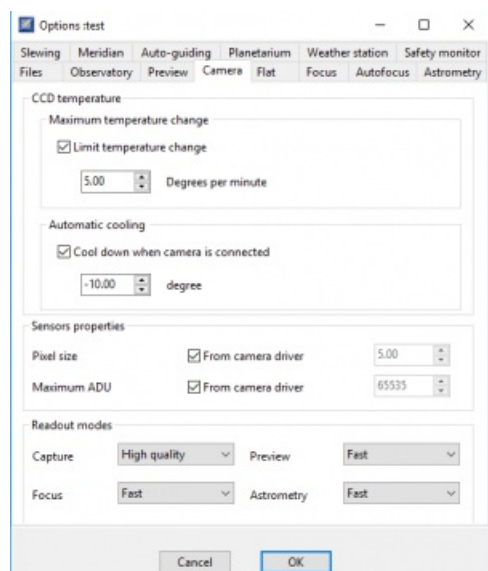 Options :test
Slewing Meridian Auto-guiding Planetarium Weather station Safety monitor
Files Observatory Preview Camera Flat Focus Autofocus Astrometry
CCD temperature
Maximum temperature change
Limit temperature change
5.00 Degrees per minute
Automatic cooling
Cool down when camera is connected
-10.00 degree
Sensors properties
Pixel size From camera driver 5.00
Maximum ADU From camera driver 65535
Readout modes
Capture High quality Preview Fast
Focus Fast Astrometry Fast
Cancel OK